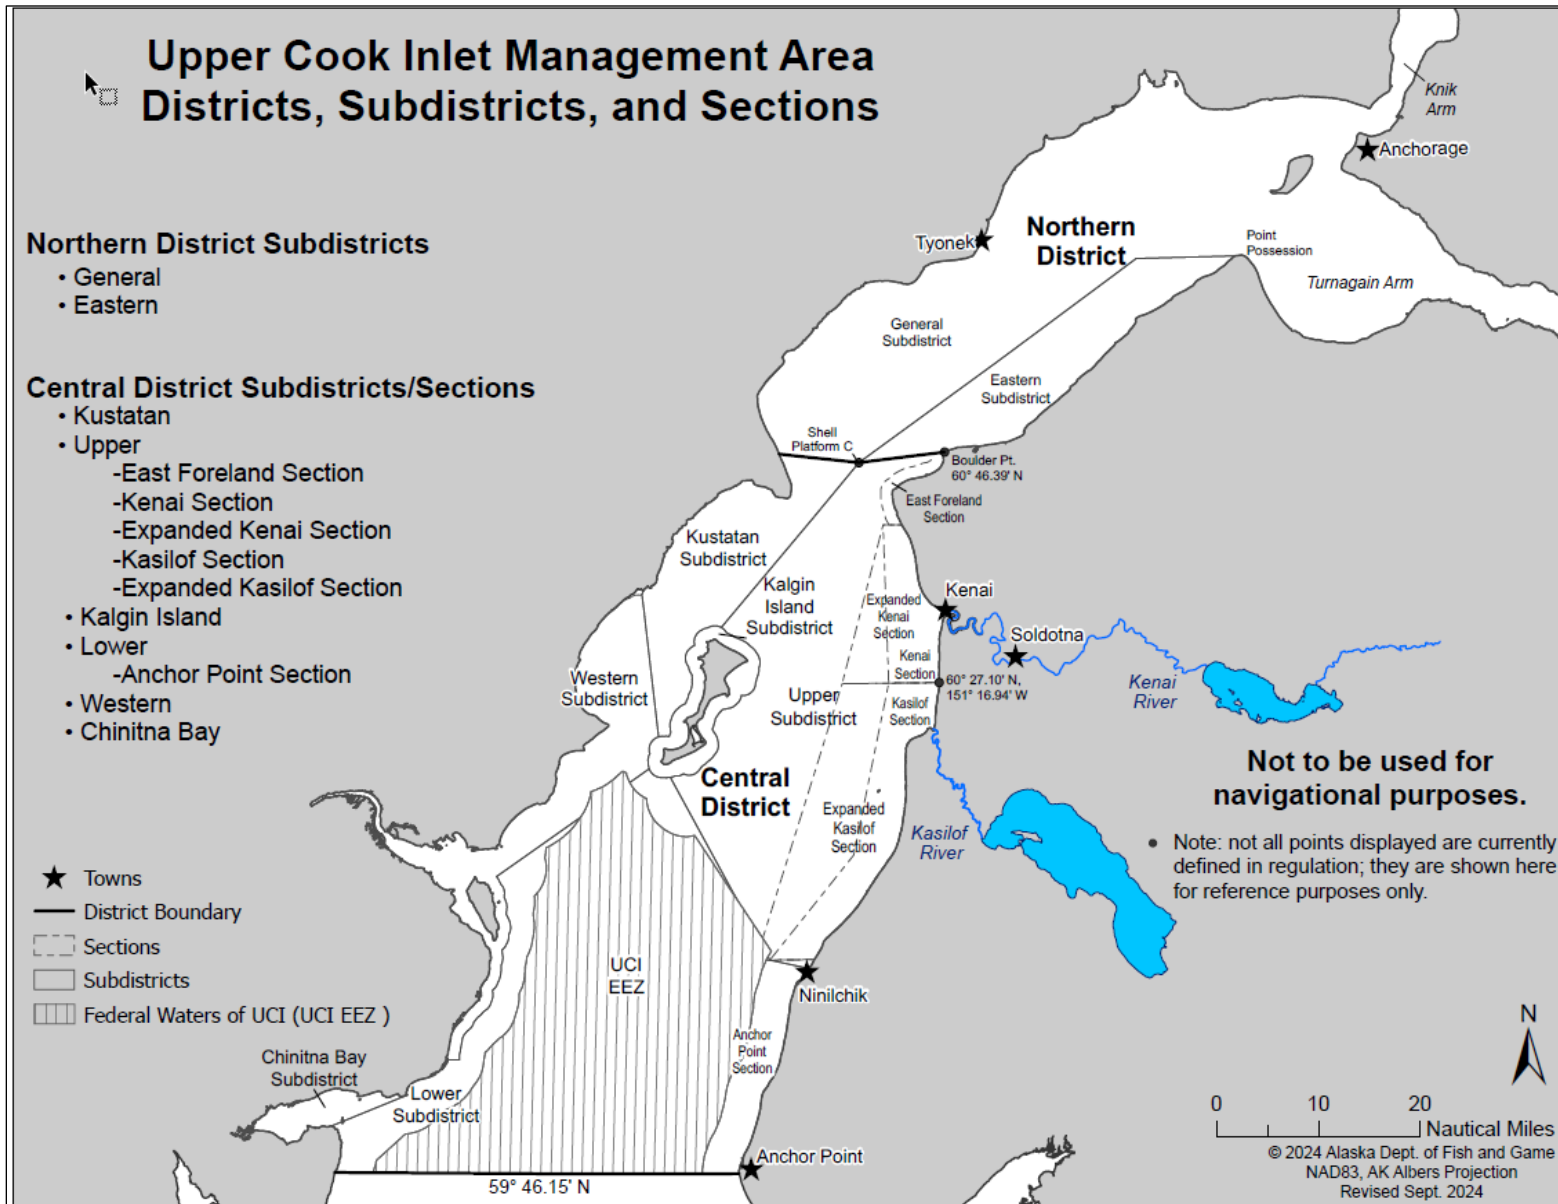 Upper Cook Inlet Management Area
Districts, Subdistricts, and Sections
Northern District Subdistricts
• General
• Eastern
Central District Subdistricts/Sections
• Kustatan
• Upper
-East Foreland Section
-Kenai Section
-Expanded Kenai Section
-Kasilof Section
-Expanded Kasilof Section
• Kalgin Island
• Lower
-Anchor Point Section
• Western
• Chinitna Bay
Towns
District Boundary
Sections
Subdistricts
Federal Waters of UCI (UCI EEZ )
Knik
Arm
Anchorage
Northern
District
Tyonek
Point
Possession
Turnagain Arm
General
Subdistrict
Eastern
Subdistrict
Shell
Platform C
Boulder Pt.
60° 46.39' N
East Foreland
Section
Kustatan
Subdistrict
Kalgin
Island
Subdistrict
Expanded
Kenai
Section
Kenai
Soldotna
Kenai
Section
60° 27.10' N,
151° 16.94' W
Kenai
River
Western
Subdistrict
Upper
Subdistrict
Kasilof
Section
Central
District
Expanded
Kasilof
Section
Kasilof
River
Not to be used for
navigational purposes.
• Note: not all points displayed are currently
defined in regulation; they are shown here
for reference purposes only.
UCI
EEZ
Ninilchik
Anchor
Point
Section
Chinitna Bay
Subdistrict
Lower
Subdistrict
Anchor Point
59° 46.15' N
N
0 10 20
Nautical Miles
© 2024 Alaska Dept. of Fish and Game
NAD83, AK Albers Projection
Revised Sept. 2024